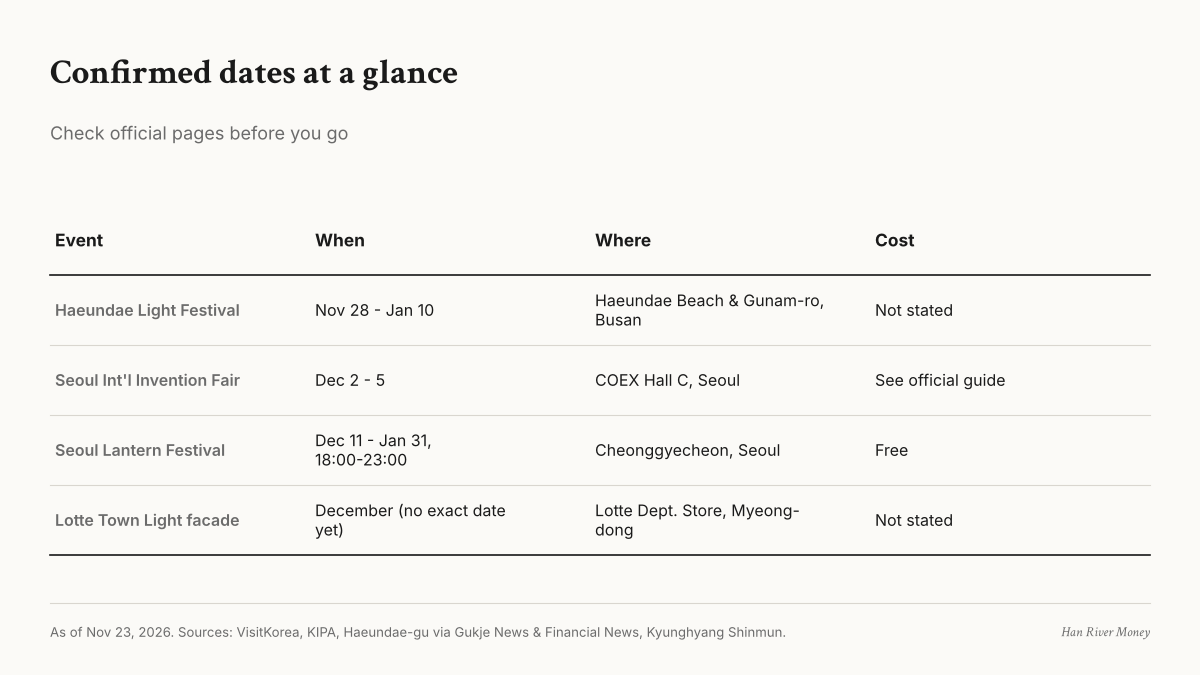 Confirmed dates at a glance
Check official pages before you go
Event When Where Cost
Haeundae Light Festival Nov 28 - Jan 10 Haeundae Beach & Gunam-ro,
Busan Not stated
Seoul Int'l Invention Fair Dec 2 - 5 COEX Hall C, Seoul See official guide
Seoul Lantern Festival Dec 11 - Jan 31,
18:00-23:00 Cheonggyecheon, Seoul Free
Lotte Town Light facade December (no exact date
yet) Lotte Dept. Store, Myeong-
dong Not stated
As of Nov 23, 2026. Sources: VisitKorea, KIPA, Haeundae-gu via Gukje News & Financial News, Kyunghyang Shinmun.
Han River Money